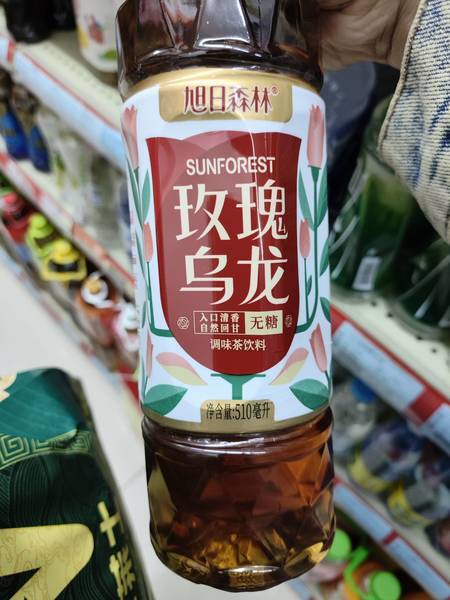 旭日森林®
SUNFOREST
玫瑰
乌龙
入口清香
自然回甘
无糖
调味茶饮料
净含量:510毫升